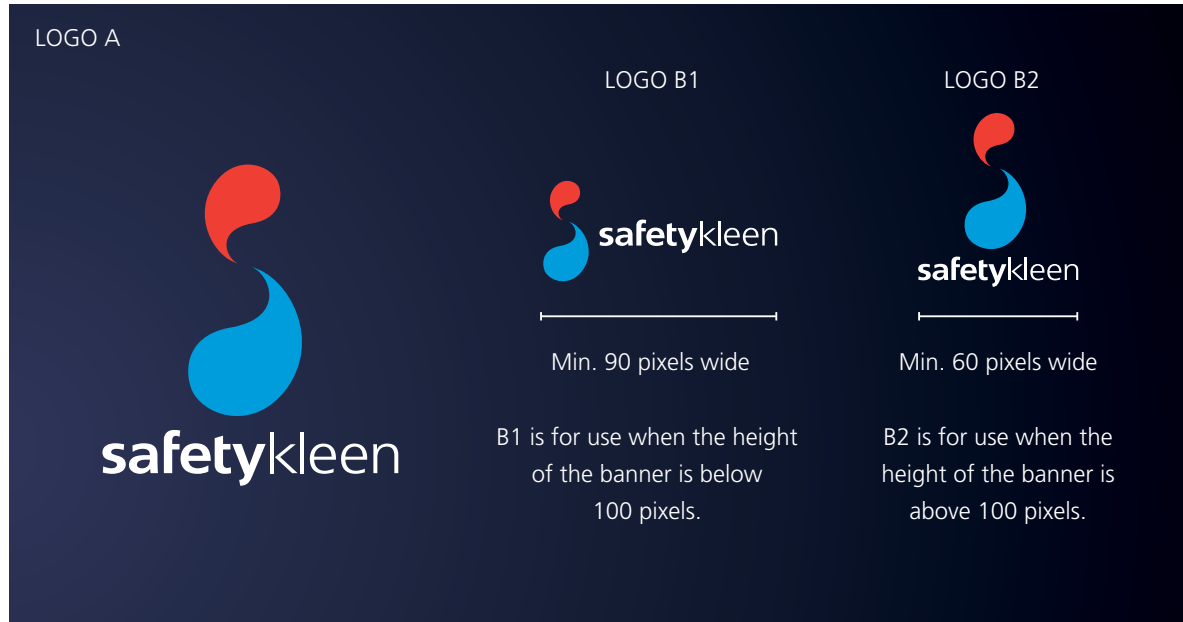 LOGO A
safetykleen
LOGO B1
safetykleen
Min. 90 pixels wide
B1 is for use when the height
of the banner is below
100 pixels.
LOGO B2
safetykleen
Min. 60 pixels wide
B2 is for use when the
height of the banner is
above 100 pixels.